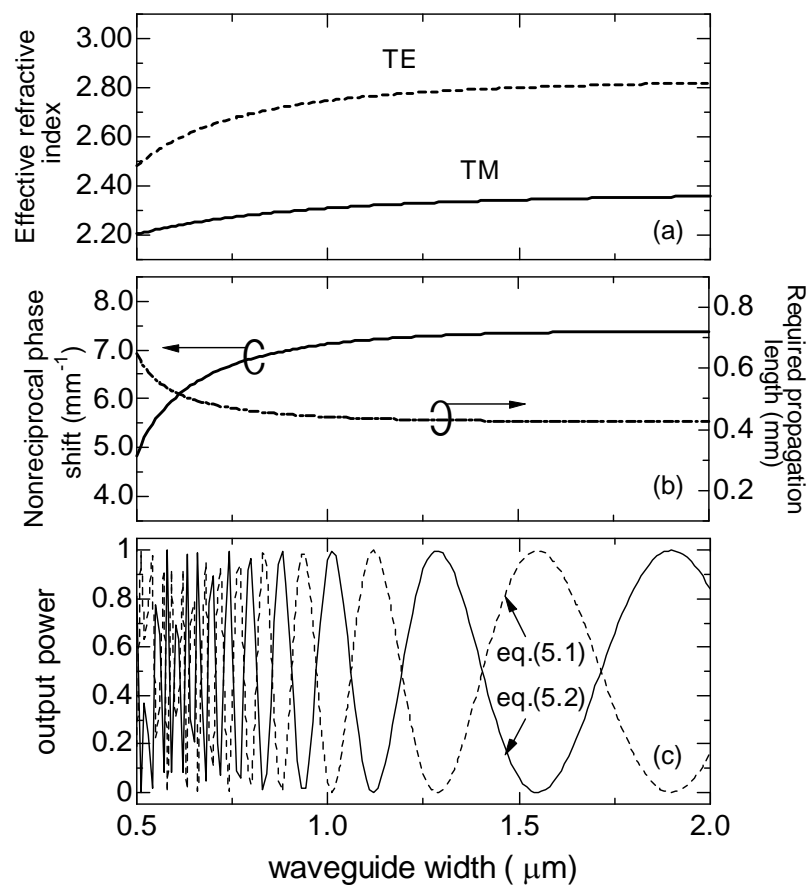 3.00
2.80
2.60
2.40
2.20
Effective refractive
index
TE
TM
(a)
8.0
7.0
6.0
5.0
4.0
Nonreciprocal phase
shift (mm⁻¹)
0.8
0.6
0.4
0.2
Required propagation
length (mm)
(b)
1
0.8
0.6
0.4
0.2
0
output power
eq.(5.1)
eq.(5.2)
(c)
0.5
1.0
1.5
2.0
waveguide width ( μm)